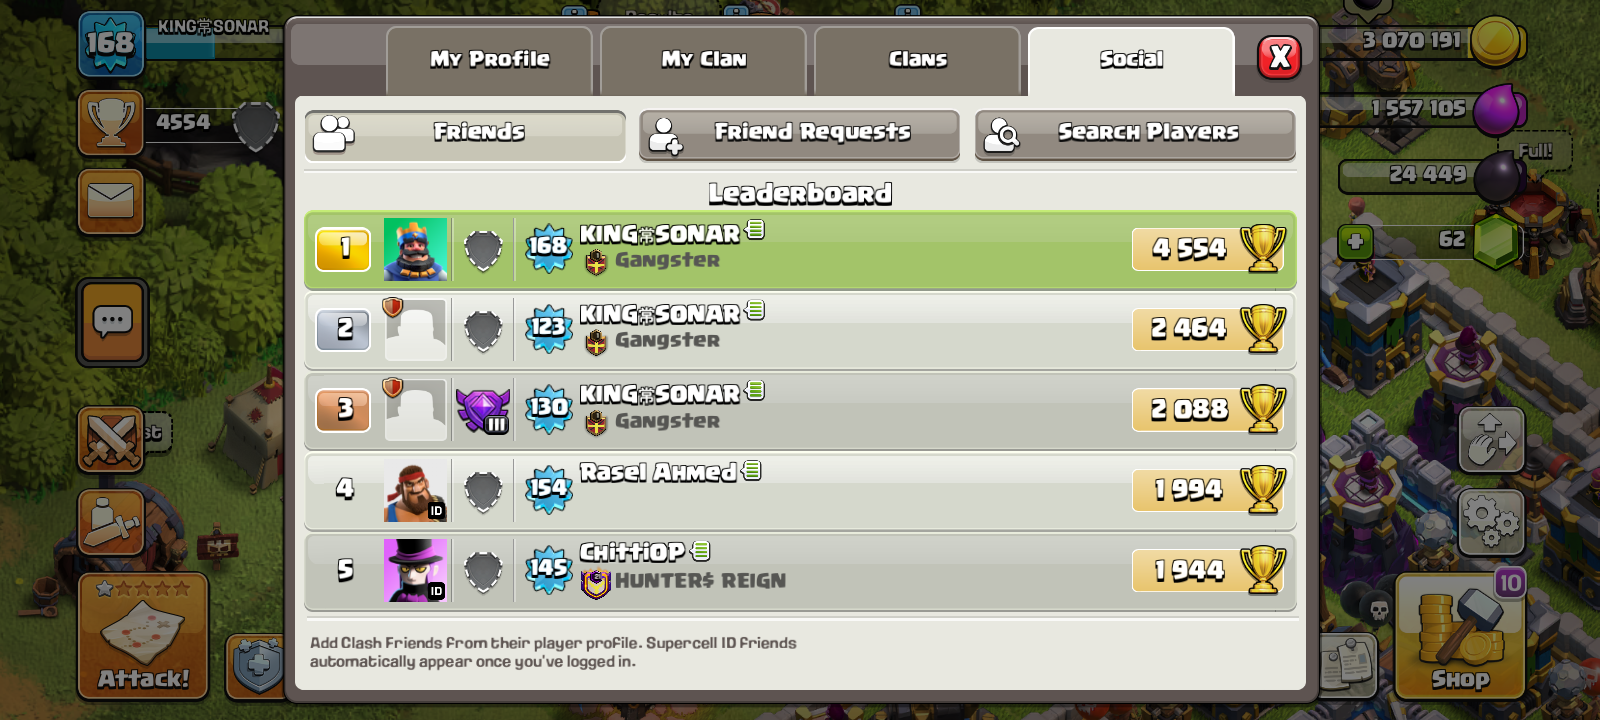 168
KING常SONAR
4554
My Profile
My Clan
Clans
Social
X
3 070 191
1 557 105
Full!
24 449
62
Friends
Friend Requests
Search Players
Leaderboard
1
168
KING常SONAR
Gangster
4 554
2
123
KING常SONAR
Gangster
2 464
3
III
130
KING常SONAR
Gangster
2 088
4
ID
154
Rasel Ahmed
1 994
5
ID
145
ChittiOP
HUNTER$ REIGN
1 944
Add Clash Friends from their player profile. Supercell ID friends
automatically appear once you've logged in.
Attack!
10
Shop